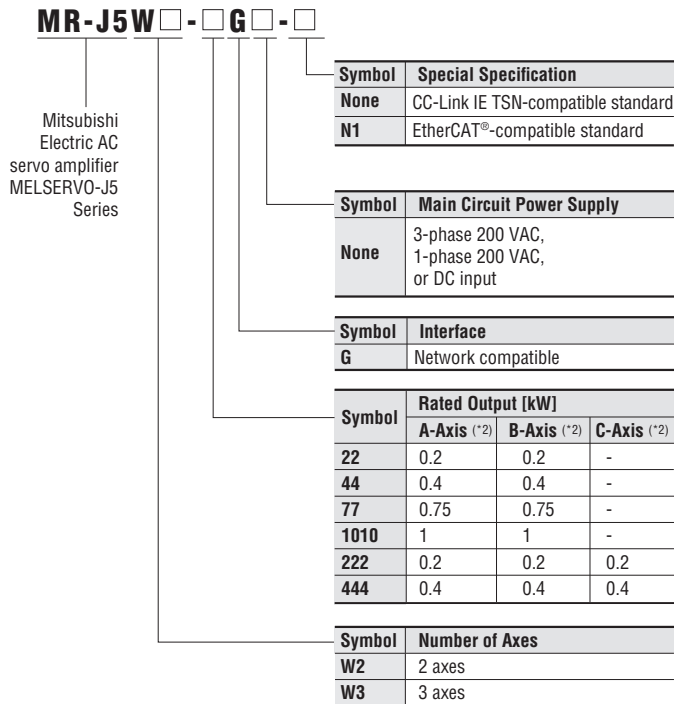 MR-J5W□-□G□-□
Mitsubishi
Electric AC
servo amplifier
MELSERVO-J5
Series
Symbol Special Specification
None CC-Link IE TSN-compatible standard
N1 EtherCAT®-compatible standard
Symbol Main Circuit Power Supply
None 3-phase 200 VAC,
1-phase 200 VAC,
or DC input
Symbol Interface
G Network compatible
Symbol Rated Output [kW]
A-Axis (*2) B-Axis (*2) C-Axis (*2)
22 0.2 0.2 -
44 0.4 0.4 -
77 0.75 0.75 -
1010 1 1 -
222 0.2 0.2 0.2
444 0.4 0.4 0.4
Symbol Number of Axes
W2 2 axes
W3 3 axes